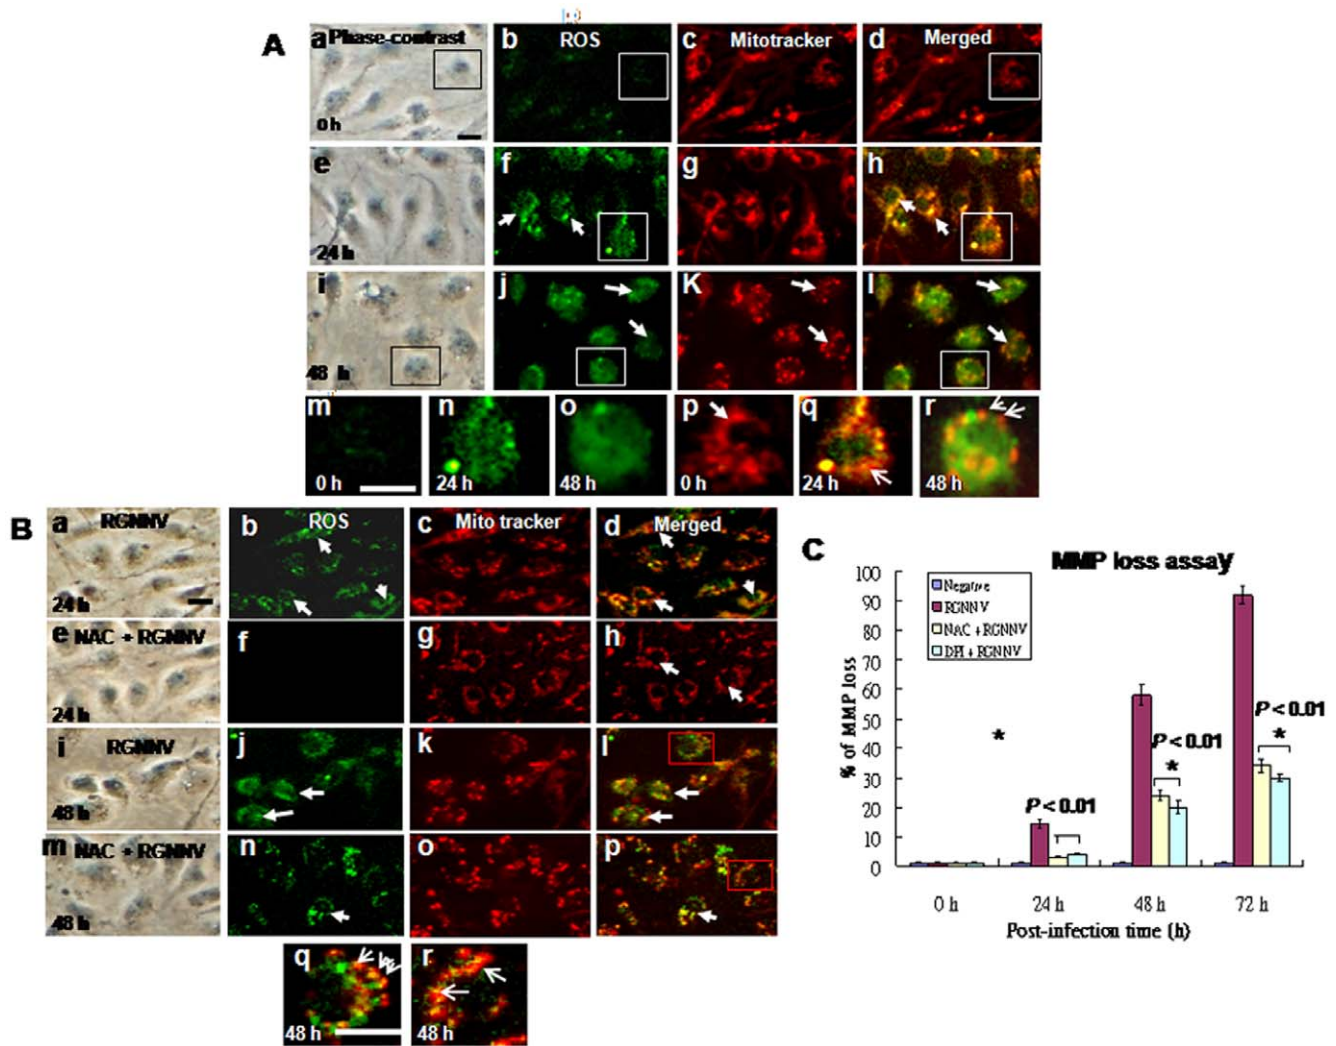 A
a Phase-contrast
b ROS
c Mitotracker
d Merged
0 h
e
f
g
h
24 h
i
j
K
l
48 h
m
n
o
p
q
r
0 h
24 h
48 h
0 h
24 h
48 h
B
a RGNNV
b ROS
c Mito tracker
d Merged
24 h
e NAC + RGNNV
f
g
h
24 h
i RGNNV
j
k
l
48 h
m NAC + RGNNV
n
o
p
48 h
q
r
48 h
48 h
C
MMP loss assay
% of MMP loss
100
90
80
70
60
50
40
30
20
10
0
Negative
RGNNV
NAC + RGNNV
DPI + RGNNV
*
P < 0.01
P < 0.01
*
P < 0.01
*
0 h
24 h
48 h
72 h
Post-infection time (h)